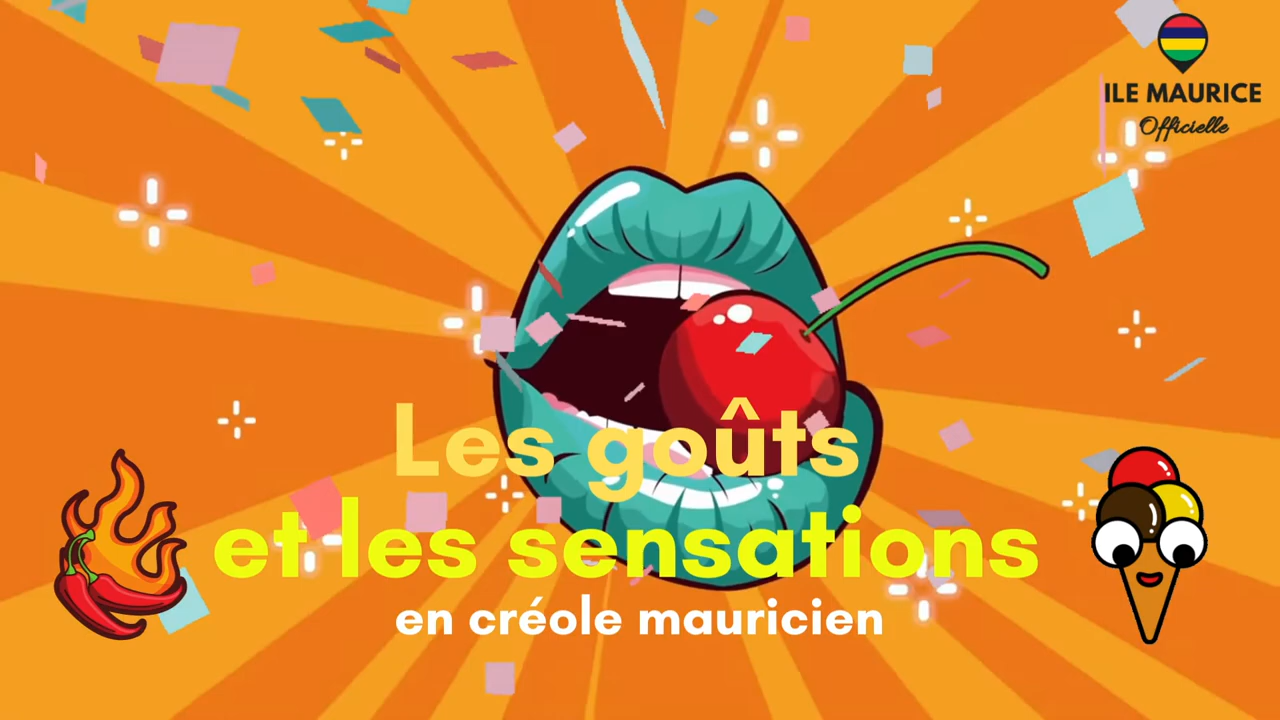 ILE MAURICE
Officielle
Les goûts
et les sensations
en créole mauricien